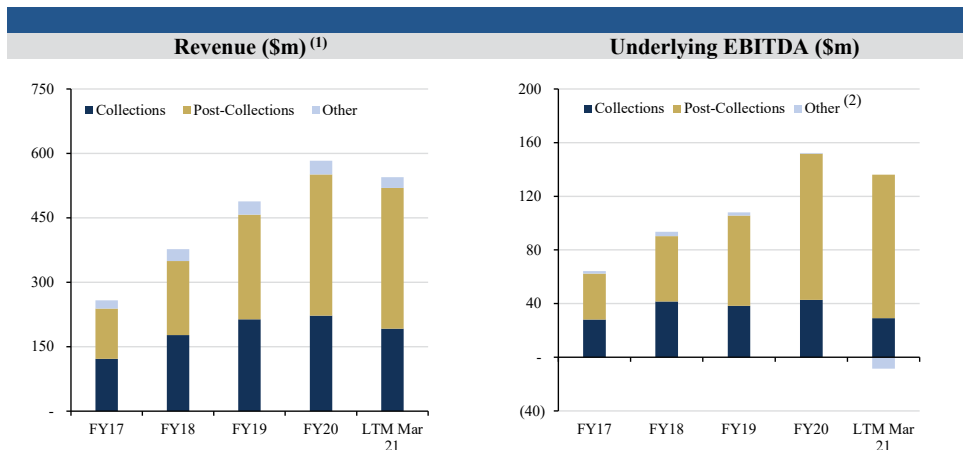 Revenue ($m) (1)
750
Collections Post-Collections Other
600
450
300
150
-
FY17 FY18 FY19 FY20 LTM Mar
21
Underlying EBITDA ($m)
200
Collections Post-Collections Other (2)
160
120
80
40
-
(40)
FY17 FY18 FY19 FY20 LTM Mar
21